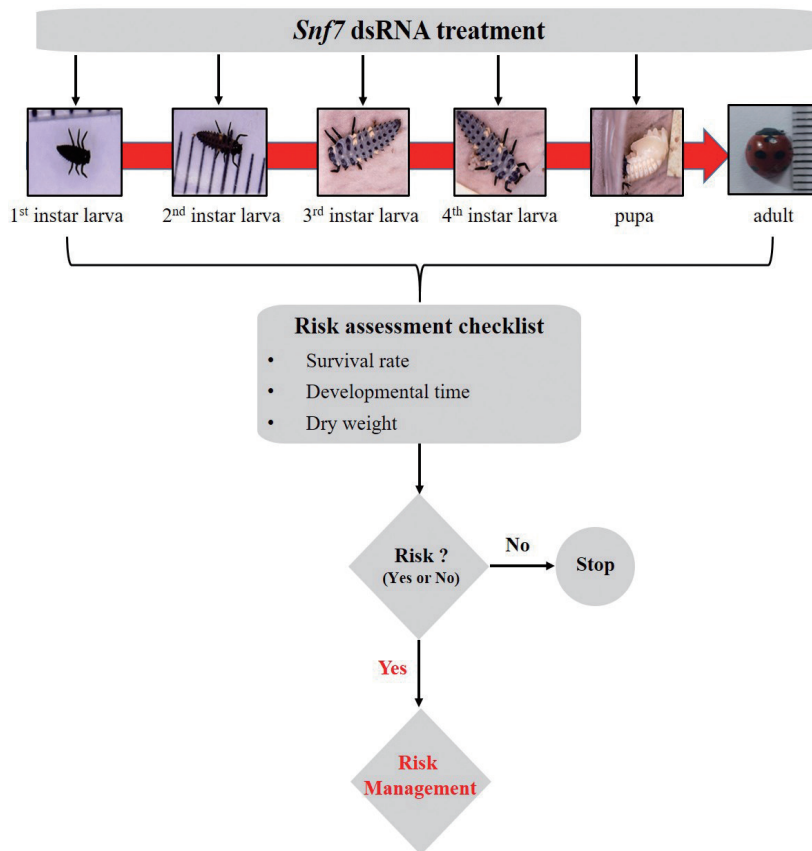 Snf7 dsRNA treatment
1st instar larva
2nd instar larva
3rd instar larva
4th instar larva
pupa
adult
Risk assessment checklist
• Survival rate
• Developmental time
• Dry weight
Risk ?
(Yes or No)
No
Stop
Yes
Risk
Management